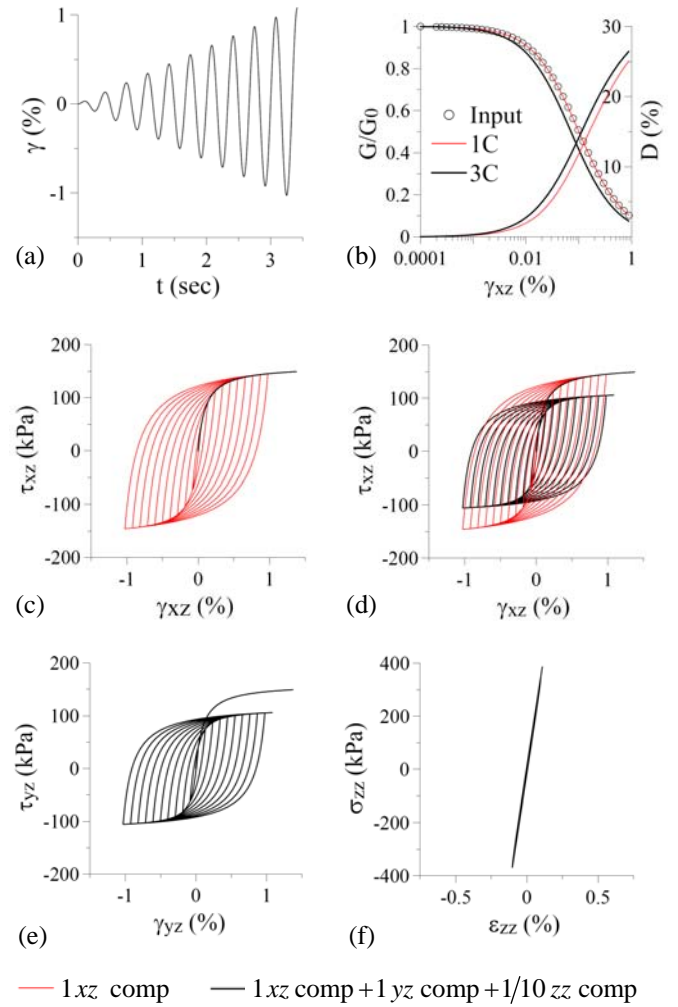 1
0
-1
γ (%)
0 1 2 3
t (sec)
(a)
1
0.8
0.6
0.4
0.2
0
G/G0
30
20
10
D (%)
Input
1C
3C
0.0001 0.01 1
γxz (%)
(b)
200
100
0
-100
-200
τxz (kPa)
-1 0 1
γxz (%)
(c)
200
100
0
-100
-200
τxz (kPa)
-1 0 1
γxz (%)
(d)
200
100
0
-100
-200
τyz (kPa)
-1 0 1
γyz (%)
(e)
400
200
0
-200
-400
σzz (kPa)
-0.5 0 0.5
εzz (%)
(f)
1xz comp
1xz comp+1yz comp+1/10 zz comp